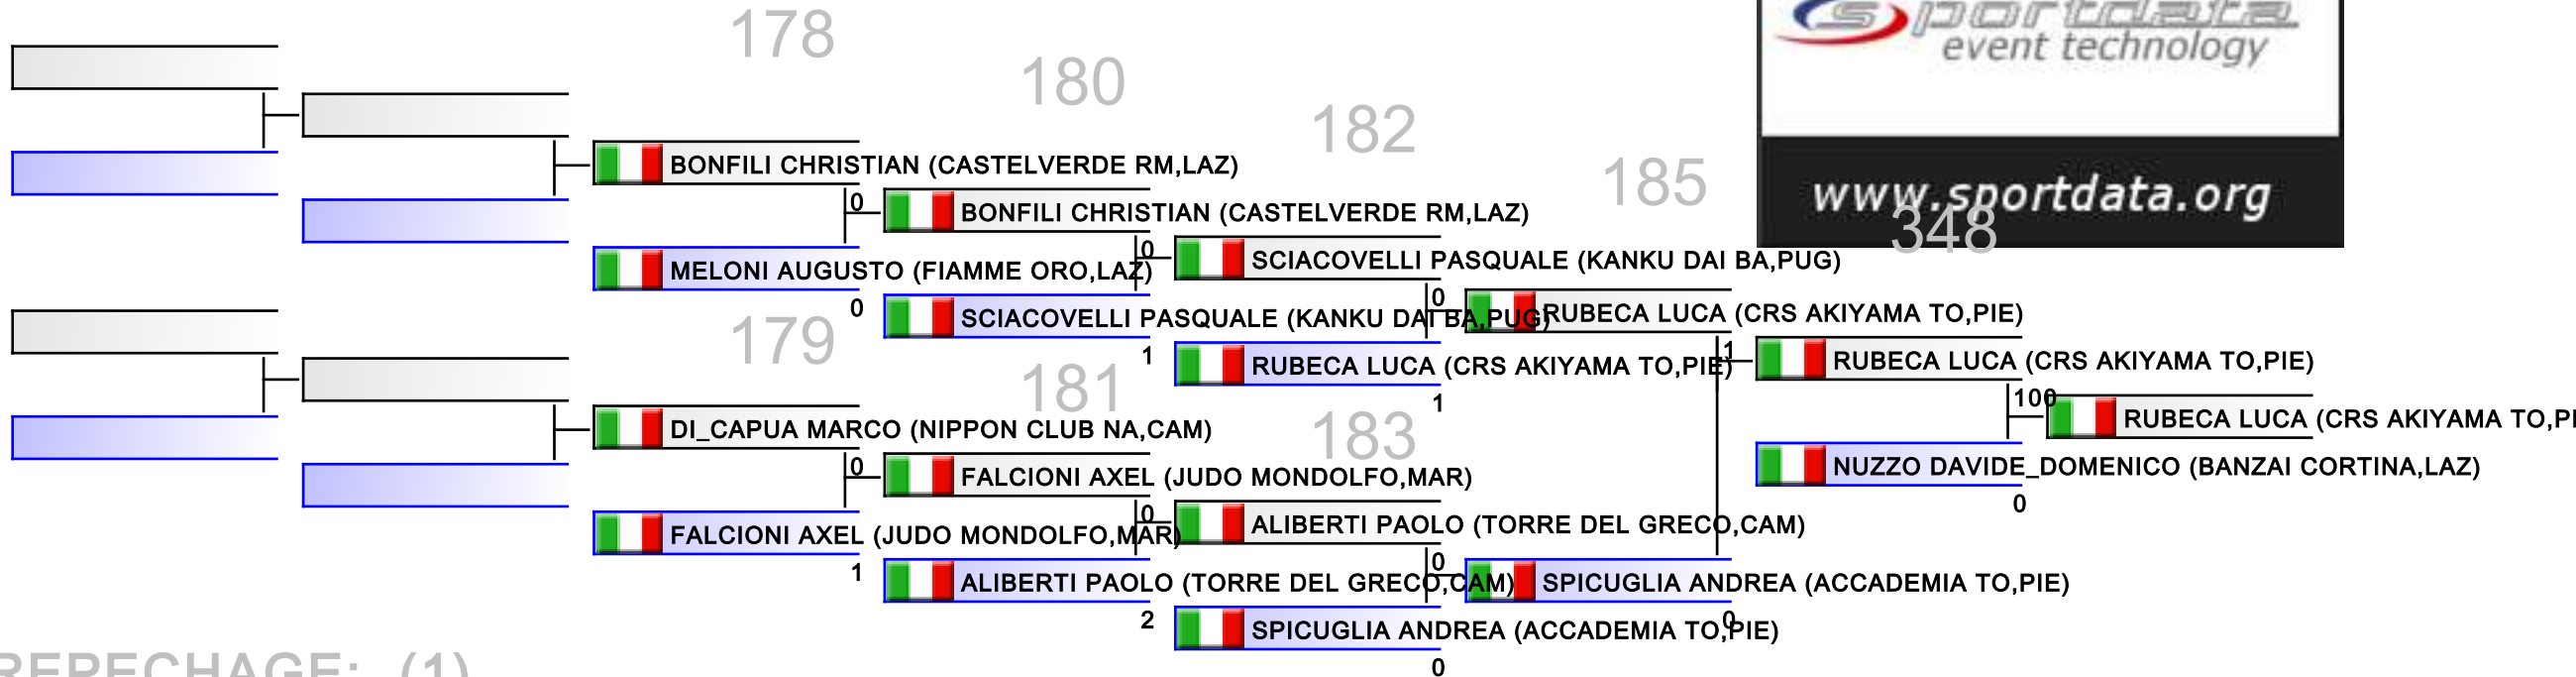 sportdata
event technology
www.sportdata.org
178
180
182
185
348
BONFILI CHRISTIAN (CASTELVERDE RM,LAZ)
0
BONFILI CHRISTIAN (CASTELVERDE RM,LAZ)
0
SCIACOVELLI PASQUALE (KANKU DAI BA,PUG)
MELONI AUGUSTO (FIAMME ORO,LAZ)
0
0
RUBECA LUCA (CRS AKIYAMA TO,PIE)
SCIACOVELLI PASQUALE (KANKU DAI BA,PUG)
1
1
RUBECA LUCA (CRS AKIYAMA TO,PIE)
RUBECA LUCA (CRS AKIYAMA TO,PIE)
1
100
RUBECA LUCA (CRS AKIYAMA TO,PI
179
181
183
DI_CAPUA MARCO (NIPPON CLUB NA,CAM)
0
FALCIONI AXEL (JUDO MONDOLFO,MAR)
NUZZO DAVIDE_DOMENICO (BANZAI CORTINA,LAZ)
0
0
ALIBERTI PAOLO (TORRE DEL GRECO,CAM)
FALCIONI AXEL (JUDO MONDOLFO,MAR)
1
0
SPICUGLIA ANDREA (ACCADEMIA TO,PIE)
0
ALIBERTI PAOLO (TORRE DEL GRECO,CAM)
2
SPICUGLIA ANDREA (ACCADEMIA TO,PIE)
0
REPECHAGE: (1)